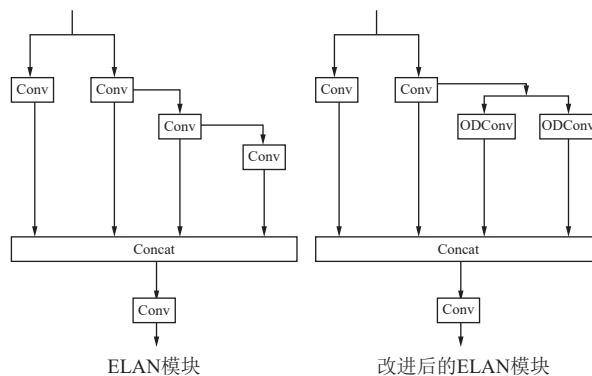 Conv Conv Conv Conv
Conv ODConv ODConv
Conv
Concat Concat
Conv Conv
ELAN模块 改进后的ELAN模块